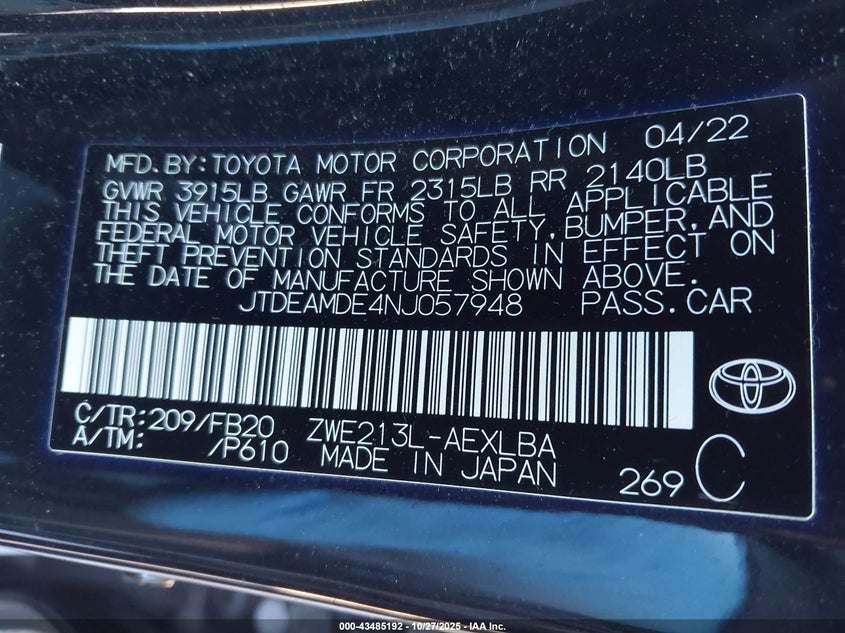 MFD.BY:TOYOTA MOTOR CORPORATION 04/22
GVWR 3915LB GAWR FR 2315LB RR 2140LB
THIS VEHICLE CONFORMS TO ALL APPLICABLE
FEDERAL MOTOR VEHICLE SAFETY,BUMPER,AND
THEFT PREVENTION STANDARDS IN EFFECT ON
THE DATE OF MANUFACTURE SHOWN ABOVE.
JTDEAMDE4NJ057948 PASS.CAR
C/TR:209/FB20 ZWE213L-AEXLBA
A/TM: /P610 MADE IN JAPAN
269 C
000-43485192 - 10/27/2025 - IAA Inc.